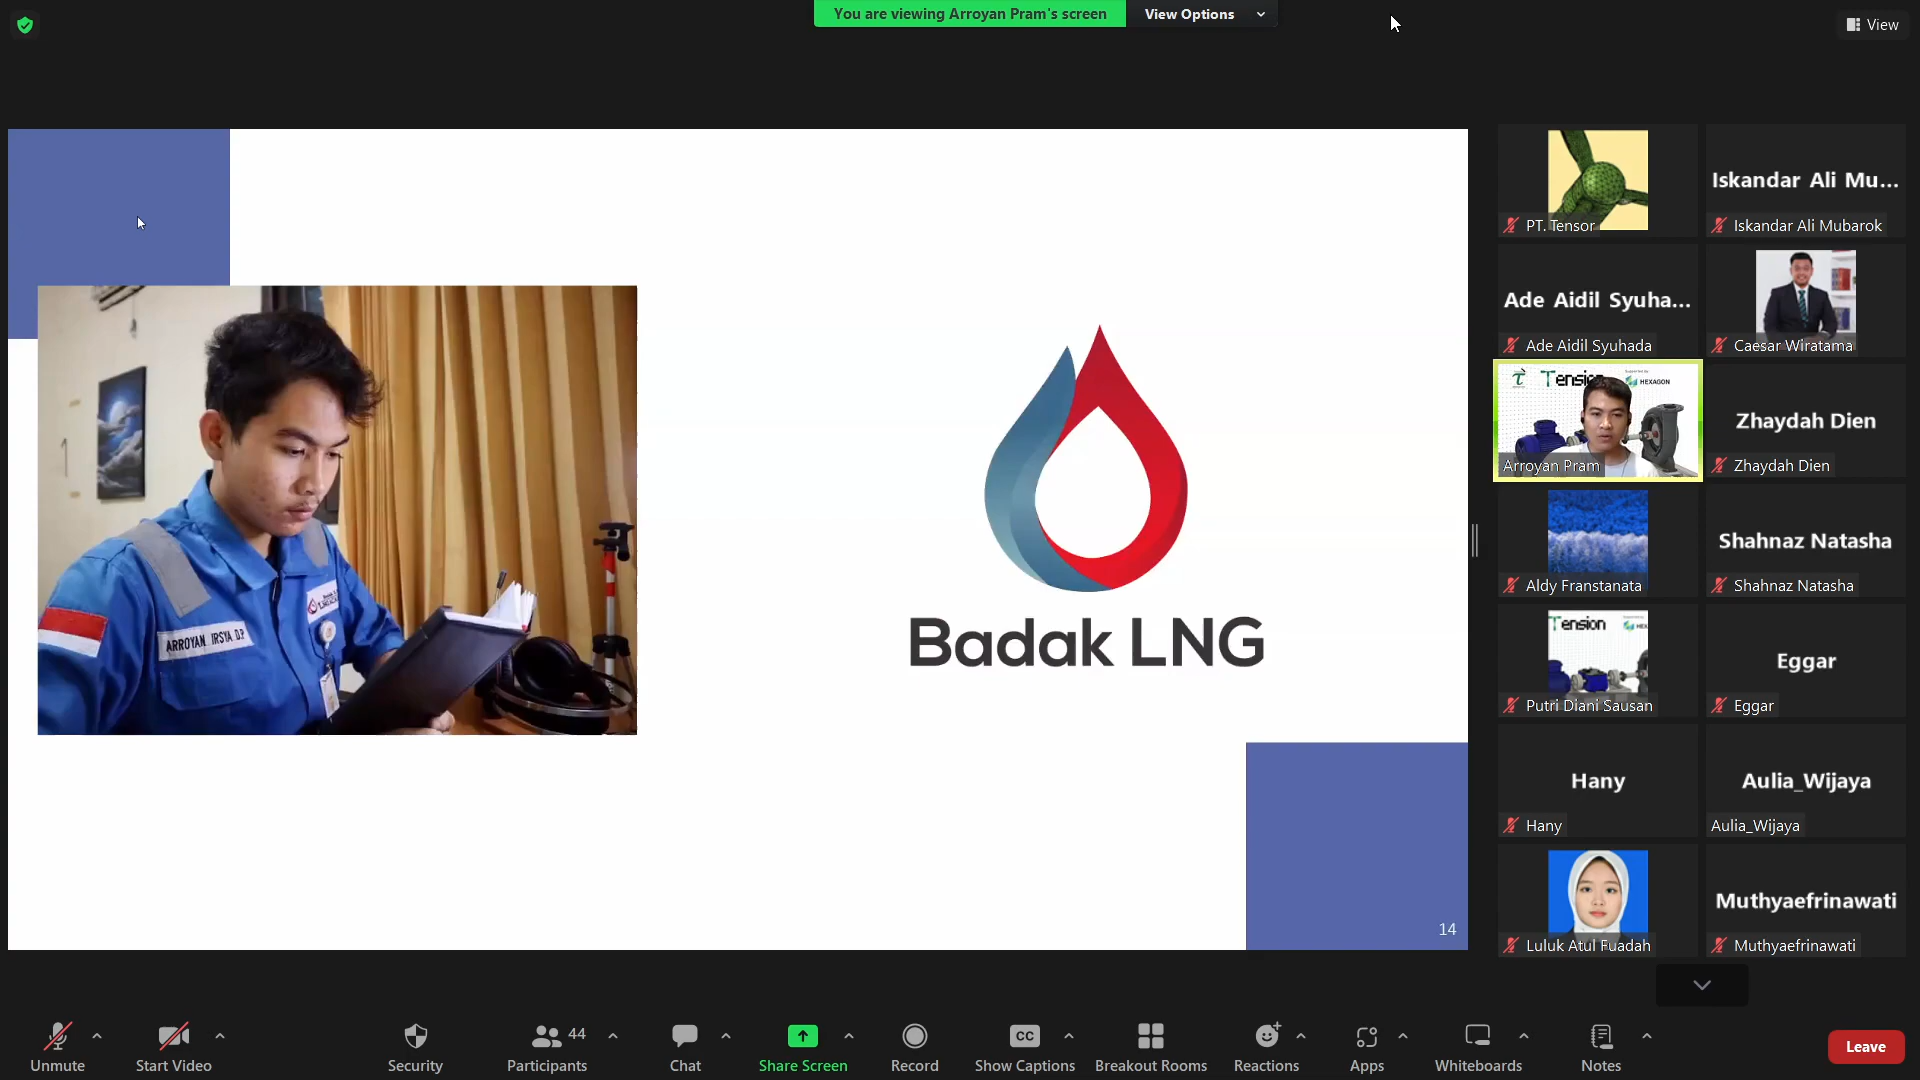 You are viewing Arroyan Pram's screen
View Options
View
ARROYAN IRSYA D.P
Badak LNG
14
PT. Tensor
Iskandar Ali Mu...
Iskandar Ali Mubarok
Ade Aidil Syuha...
Ade Aidil Syuhada
Caesar Wiratama
Tension
HEXAGON
Arroyan Pram
Zhaydah Dien
Zhaydah Dien
Aldy Franstanata
Shahnaz Natasha
Shahnaz Natasha
Tension
Putri Diani Sausan
Eggar
Eggar
Hany
Hany
Aulia_Wijaya
Aulia_Wijaya
Luluk Atul Fuadah
Muthyaefrinawati
Muthyaefrinawati
Unmute
Start Video
Security
44
Participants
Chat
Share Screen
Record
CC
Show Captions
Breakout Rooms
Reactions
Apps
Whiteboards
Notes
Leave